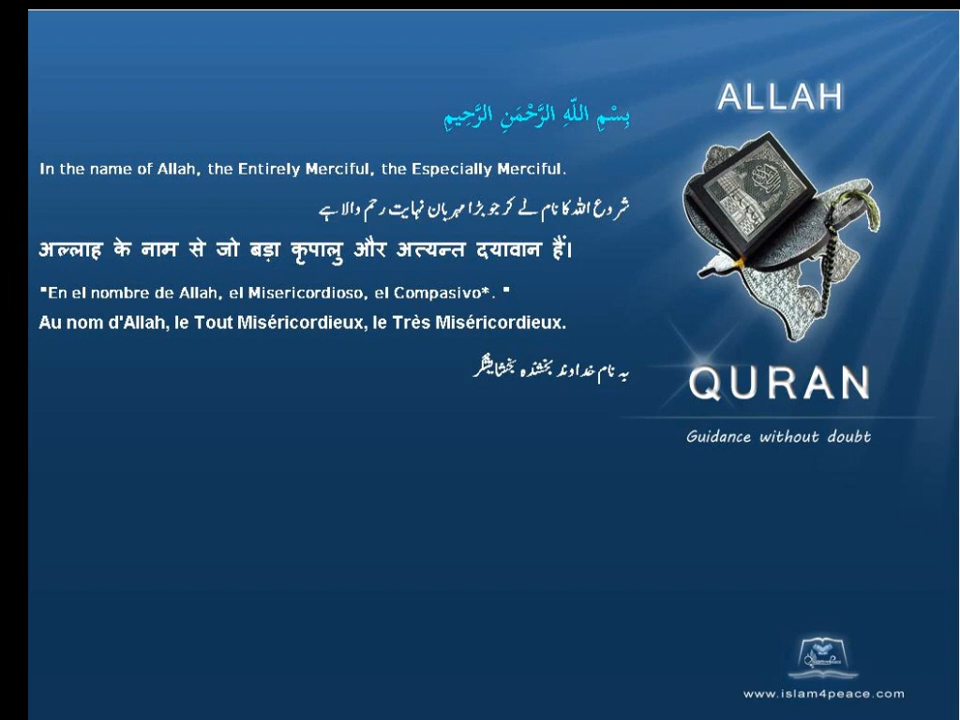 بِسْمِ اللَّهِ الرَّحْمَنِ الرَّحِيمِ
In the name of Allah, the Entirely Merciful, the Especially Merciful.
شروع الله کا نام لے کر جو بڑا مہربان نہایت رحم والا ہے
अल्लाह के नाम से जो बड़ा कृपालु और अत्यन्त दयावान हैं।
"En el nombre de Allah, el Misericordioso, el Compasivo*. "
Au nom d'Allah, le Tout Miséricordieux, le Très Miséricordieux.
به نام خداوند بخشنده بخشایشگر
ALLAH
QURAN
Guidance without doubt
www.islam4peace.com